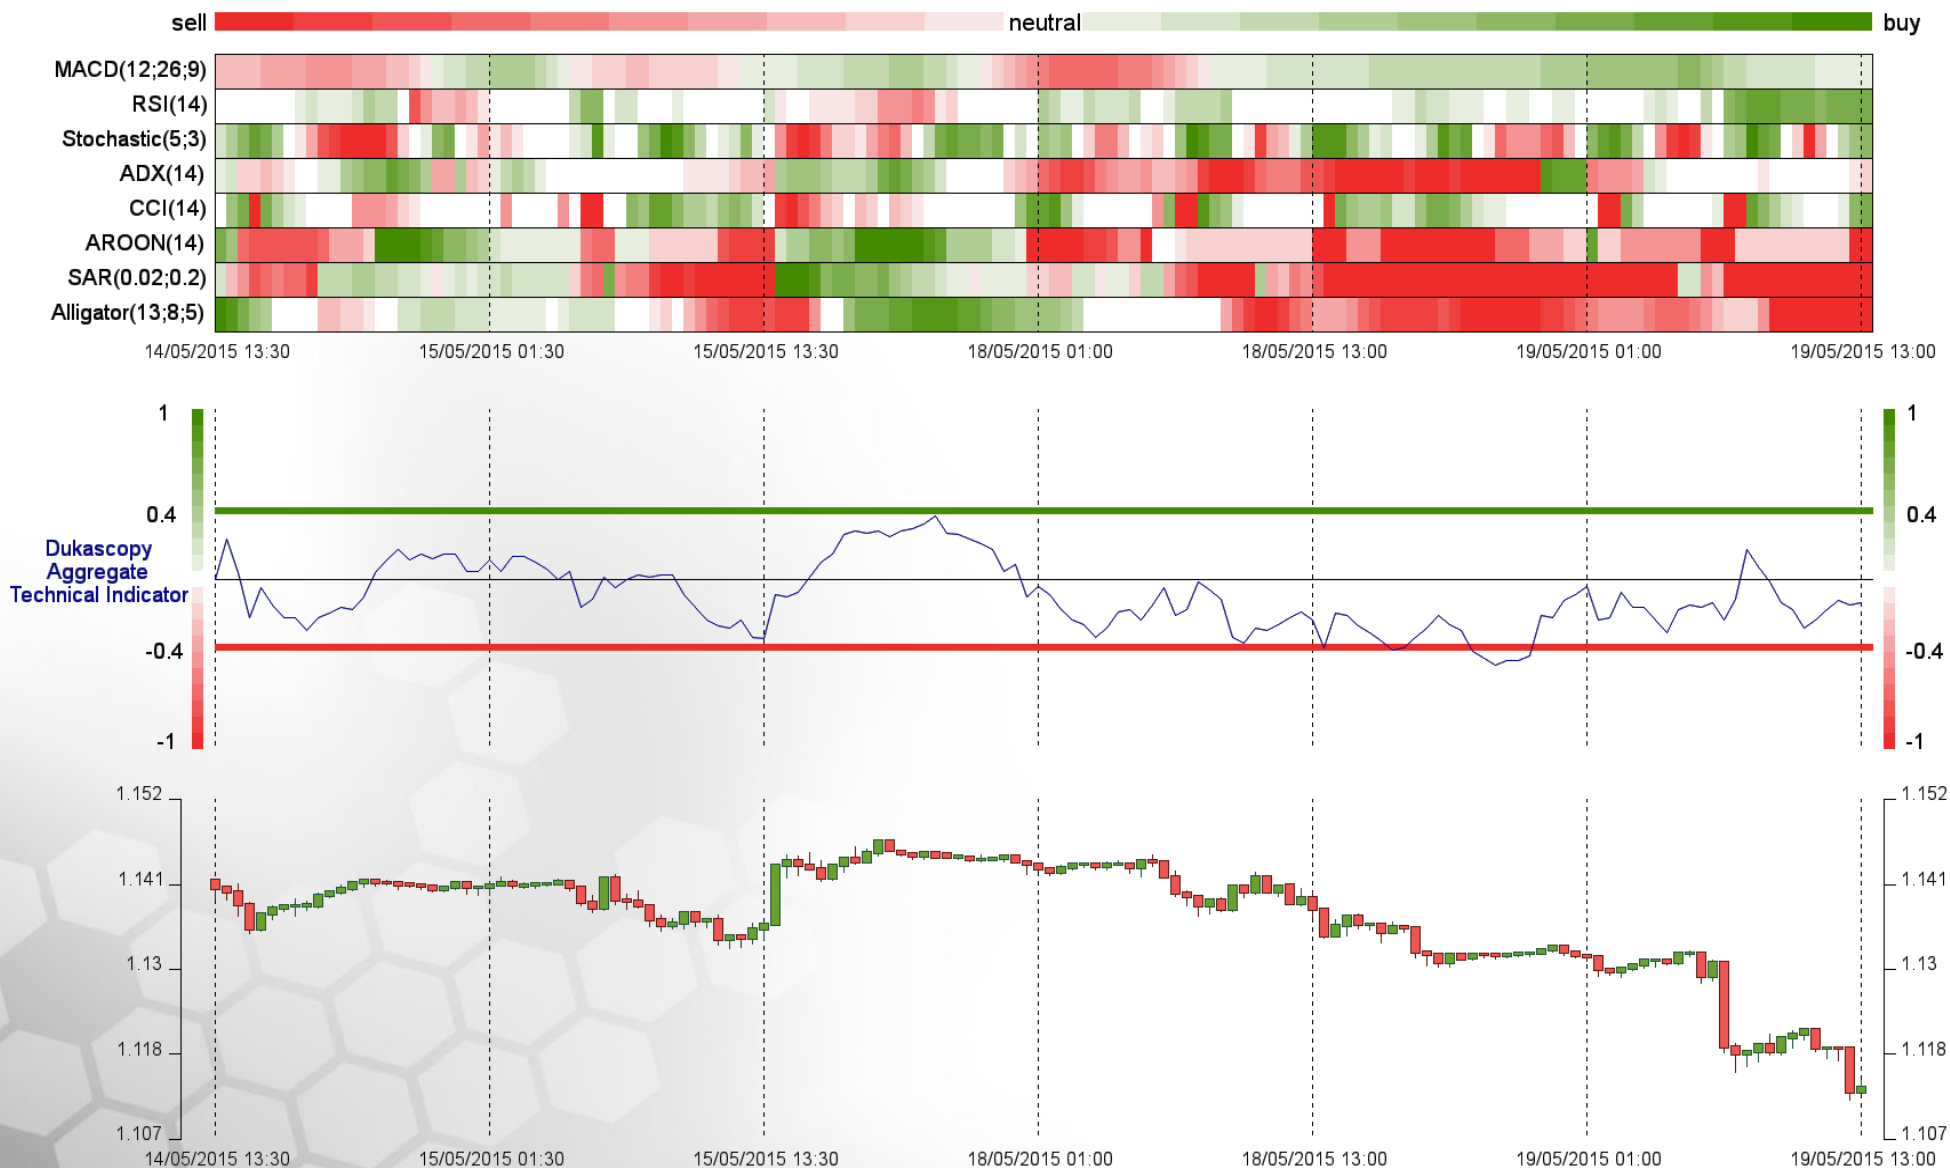 sell neutral buy
MACD(12;26;9)
RSI(14)
Stochastic(5;3)
ADX(14)
CCI(14)
AROON(14)
SAR(0.02;0.2)
Alligator(13;8;5)
14/05/2015 13:30 15/05/2015 01:30 15/05/2015 13:30 18/05/2015 01:00 18/05/2015 13:00 19/05/2015 01:00 19/05/2015 13:00
1 1
0.4 0.4
Dukascopy
Aggregate
Technical Indicator
-0.4 -0.4
-1 -1
1.152 1.152
1.141 1.141
1.13 1.13
1.118 1.118
1.107 1.107
14/05/2015 13:30 15/05/2015 01:30 15/05/2015 13:30 18/05/2015 01:00 18/05/2015 13:00 19/05/2015 01:00 19/05/2015 13:00